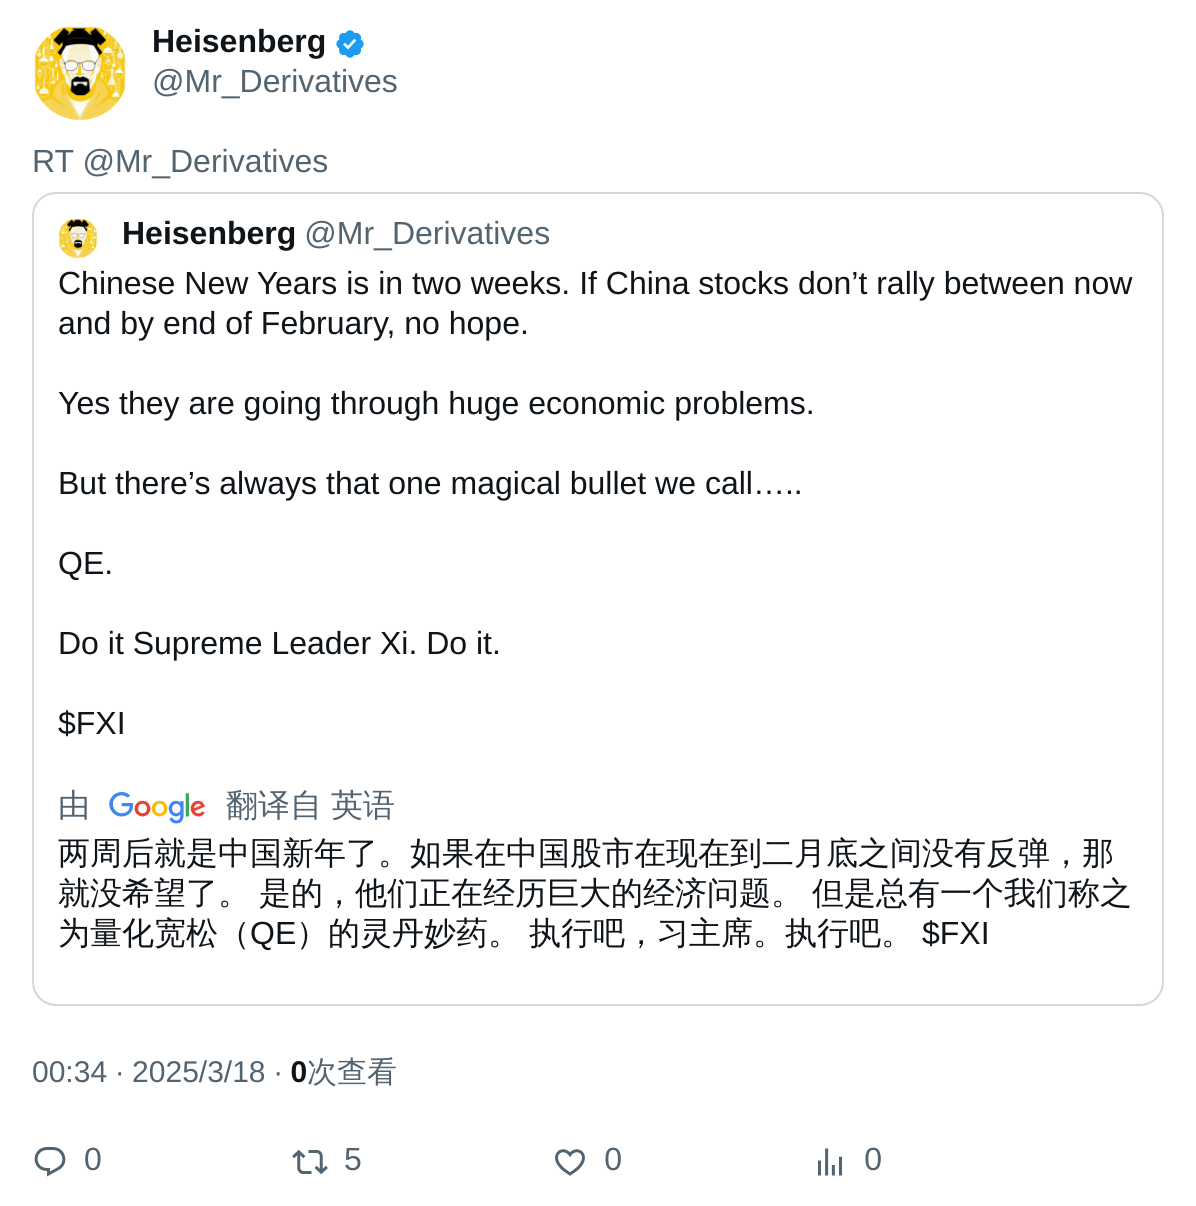 Heisenberg
@Mr_Derivatives
RT @Mr_Derivatives
Heisenberg @Mr_Derivatives
Chinese New Years is in two weeks. If China stocks don’t rally between now
and by end of February, no hope.
Yes they are going through huge economic problems.
But there’s always that one magical bullet we call…..
QE.
Do it Supreme Leader Xi. Do it.
$FXI
由 Google 翻译自 英语
两周后就是中国新年了。如果在中国股市在现在到二月底之间没有反弹，那
就没希望了。 是的，他们正在经历巨大的经济问题。 但是总有一个我们称之
为量化宽松（QE）的灵丹妙药。 执行吧，习主席。执行吧。 $FXI
00:34 · 2025/3/18 · 0次查看
0 5 0 0